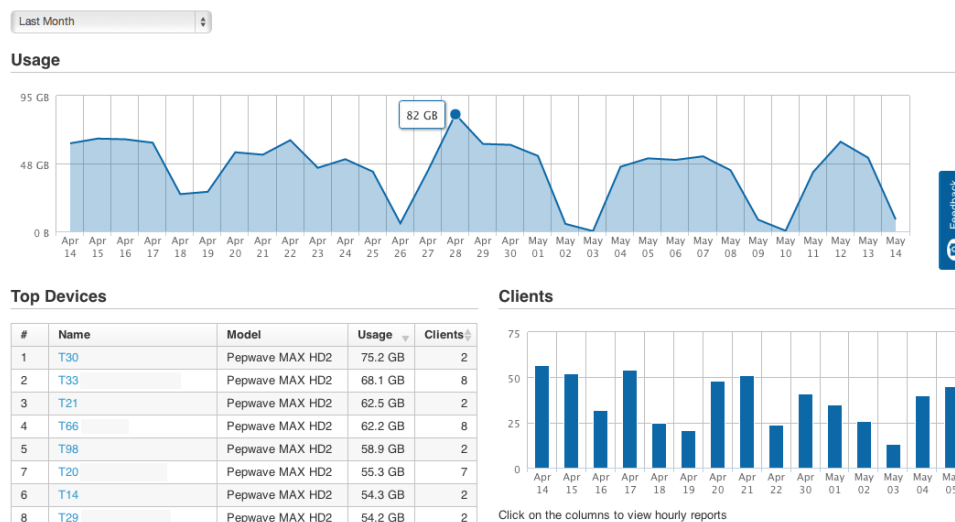 Last Month
Usage
95 GB
82 GB
48 GB
0 B
Apr 14 Apr 15 Apr 16 Apr 17 Apr 18 Apr 19 Apr 20 Apr 21 Apr 22 Apr 23 Apr 24 Apr 25 Apr 26 Apr 27 Apr 28 Apr 29 Apr 30 May 01 May 02 May 03 May 04 May 05 May 06 May 07 May 08 May 09 May 10 May 11 May 12 May 13 May 14
Feedback
Top Devices
# Name Model Usage Clients
1 T30 Pepwave MAX HD2 75.2 GB 2
2 T33 Pepwave MAX HD2 68.1 GB 8
3 T21 Pepwave MAX HD2 62.5 GB 2
4 T66 Pepwave MAX HD2 62.2 GB 8
5 T98 Pepwave MAX HD2 58.9 GB 2
7 T20 Pepwave MAX HD2 55.3 GB 7
6 T14 Pepwave MAX HD2 54.3 GB 2
8 T29 Pepwave MAX HD2 54.2 GB 2
Clients
75
50
25
0
Apr 14 Apr 15 Apr 16 Apr 17 Apr 18 Apr 19 Apr 20 Apr 21 Apr 22 Apr 30 May 01 May 02 May 03 May 04 May 05
Click on the columns to view hourly reports